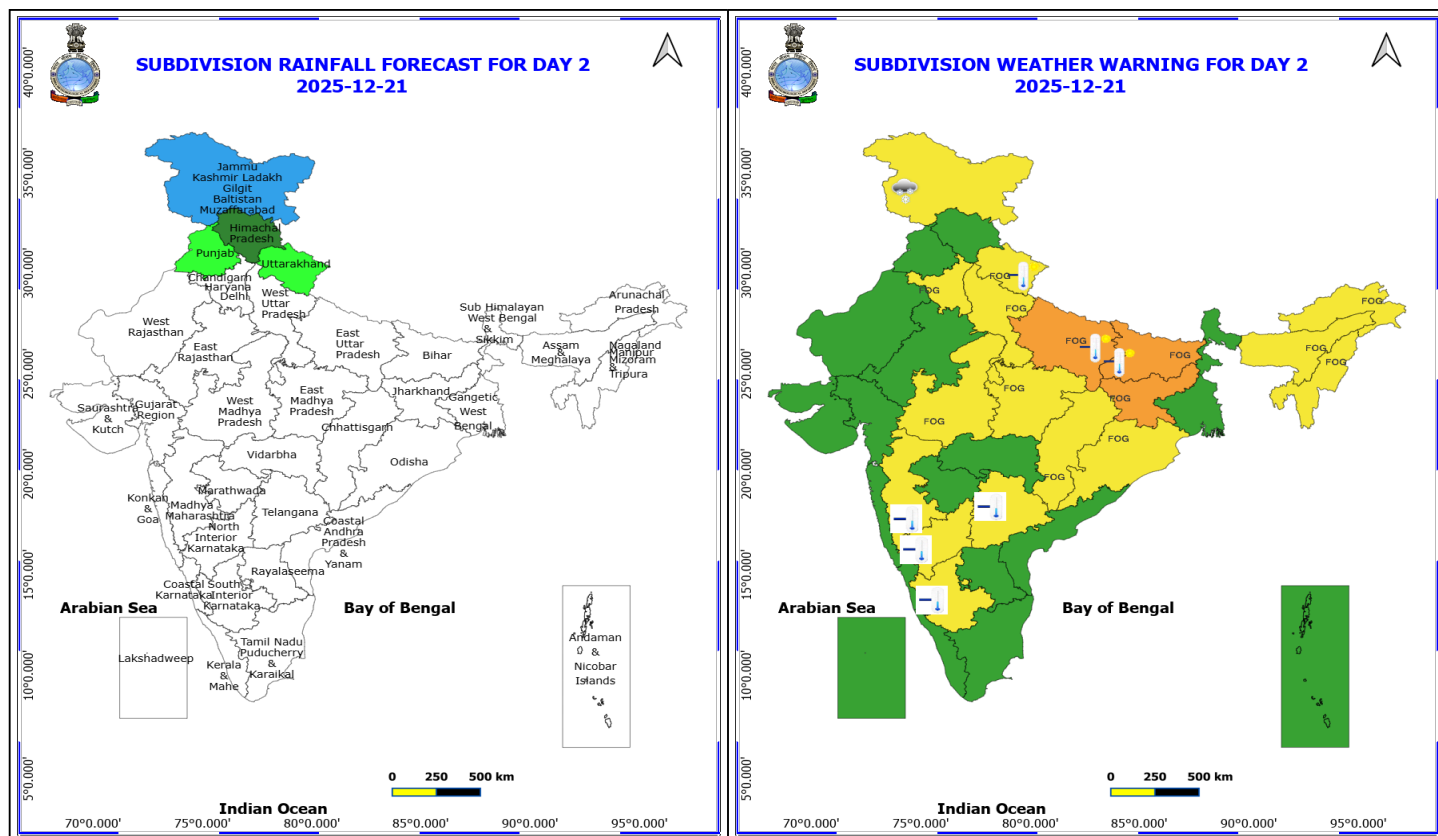 SUBDIVISION RAINFALL FORECAST FOR DAY 2
2025-12-21
40°0.000'
35°0.000'
30°0.000'
25°0.000'
20°0.000'
15°0.000'
10°0.000'
5°0.000'
Jammu
Kashmir Ladakh
Gilgit
Baltistan
Muzaffarabad
Himachal
Pradesh
Punjab
Uttarakhand
Chandigarh
Haryana
Delhi
West
Uttar
Pradesh
West
Rajasthan
East
Rajasthan
East
Uttar
Pradesh
Bihar
Sub Himalayan
West Bengal
&
Sikkim
Arunachal
Pradesh
Assam
&
Meghalaya
Nagaland
Manipur
Mizoram
&
Tripura
Saurashtra
&
Kutch
Gujarat
Region
West
Madhya
Pradesh
East
Madhya
Pradesh
Jharkhand
Gangetic
West
Bengal
Chhattisgarh
Vidarbha
Odisha
Konkan
&
Goa
Marathwada
Madhya
Maharashtra
North
Interior
Karnataka
Telangana
Coastal
Andhra
Pradesh
&
Yanam
Rayalaseema
Coastal
Karnataka
South
Interior
Karnataka
Tamil Nadu
Puducherry
&
Karaikal
Kerala
&
Mahe
Lakshadweep
Andaman
&
Nicobar
Islands
Arabian Sea
Bay of Bengal
Indian Ocean
0 250 500 km
70°0.000' 75°0.000' 80°0.000' 85°0.000' 90°0.000' 95°0.000'
SUBDIVISION WEATHER WARNING FOR DAY 2
2025-12-21
40°0.000'
35°0.000'
30°0.000'
25°0.000'
20°0.000'
15°0.000'
10°0.000'
5°0.000'
FOG
FOG
FOG
FOG
FOG
FOG
FOG
FOG
FOG
FOG
FOG
FOG
FOG
FOG
Arabian Sea
Bay of Bengal
Indian Ocean
0 250 500 km
70°0.000' 75°0.000' 80°0.000' 85°0.000' 90°0.000' 95°0.000'